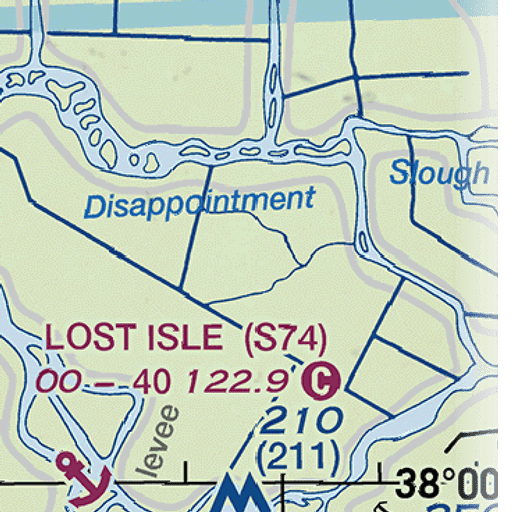 Slough
Disappointment
LOST ISLE (S74)
00 - 40 122.9 C
210
(211)
levee
38°00